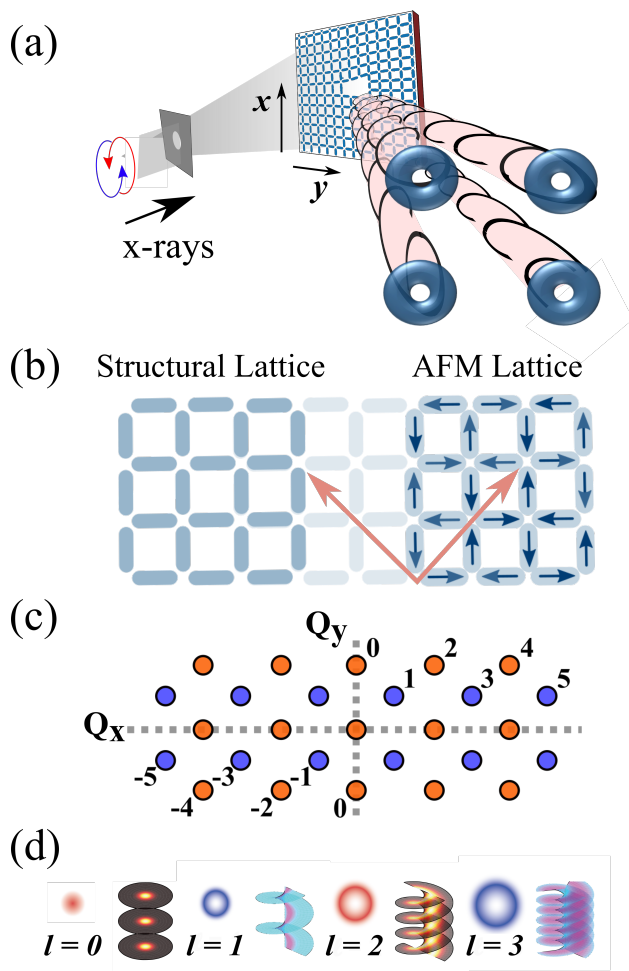 (a)
x
y
x-rays
(b)
Structural Lattice
AFM Lattice
(c)
Qy
0
2
4
1
3
5
Qx
-5
-3
-1
-4
-2
0
(d)
l = 0
l = 1
l = 2
l = 3